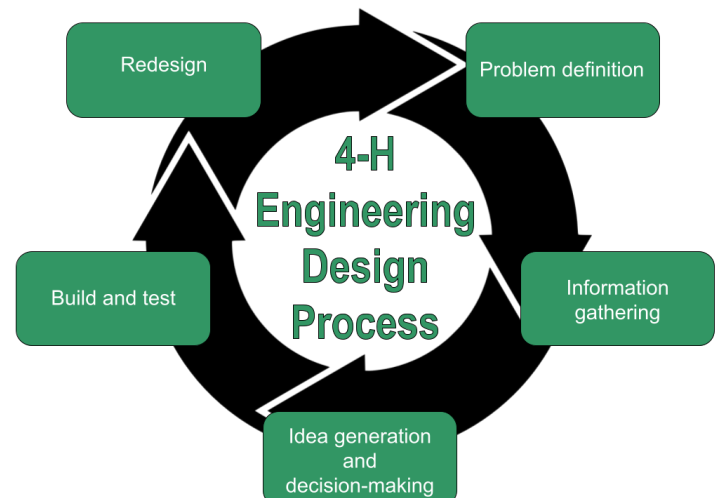 4-H
Engineering
Design
Process
Problem definition
Information
gathering
Idea generation
and
decision-making
Build and test
Redesign